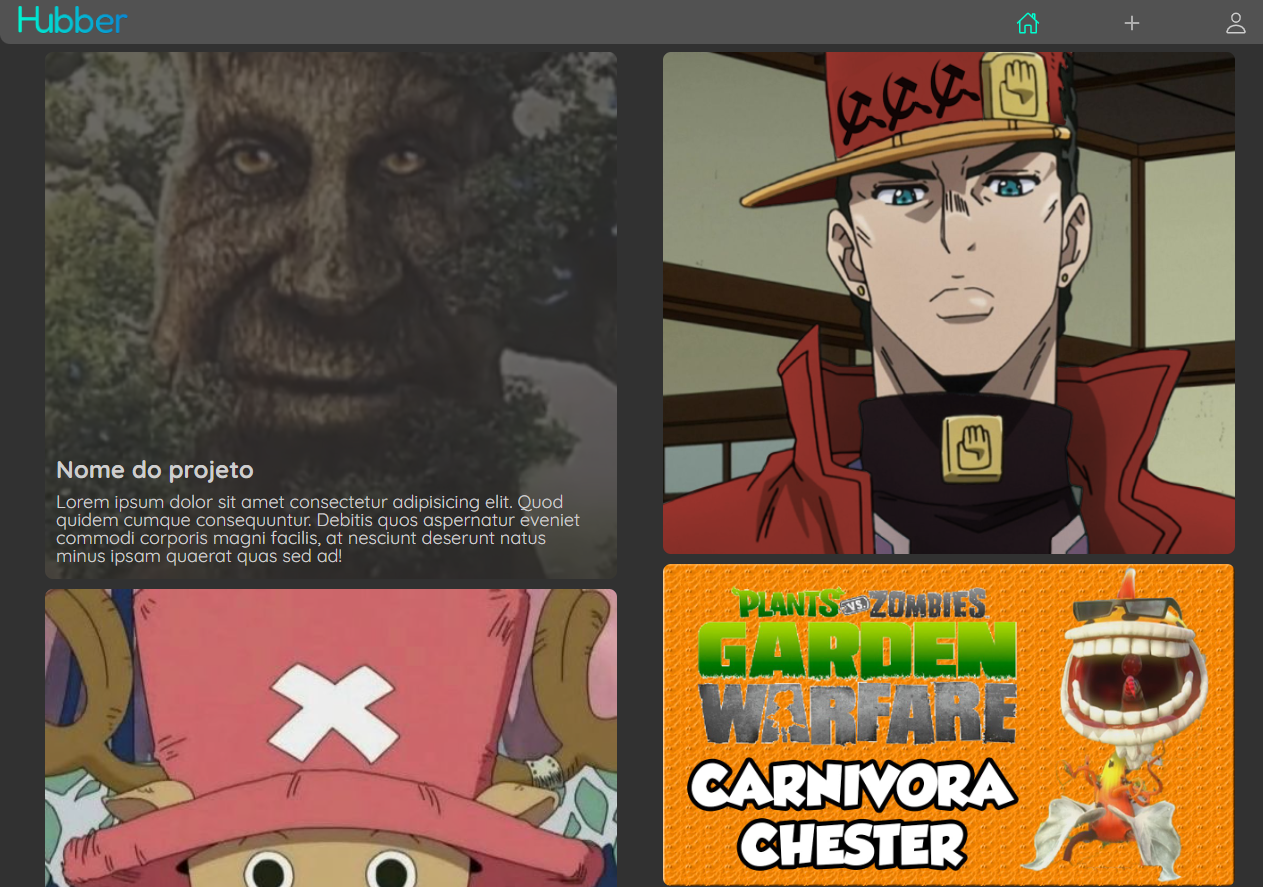 Hubber
Nome do projeto
Lorem ipsum dolor sit amet consectetur adipisicing elit. Quod
quidem cumque consequuntur. Debitis quos aspernatur eveniet
commodi corporis magni facilis, at nesciunt deserunt natus
minus ipsam quaerat quas sed ad!
PLANTS VS. ZOMBIES
GARDEN
WARFARE
CARNIVORA
CHESTER